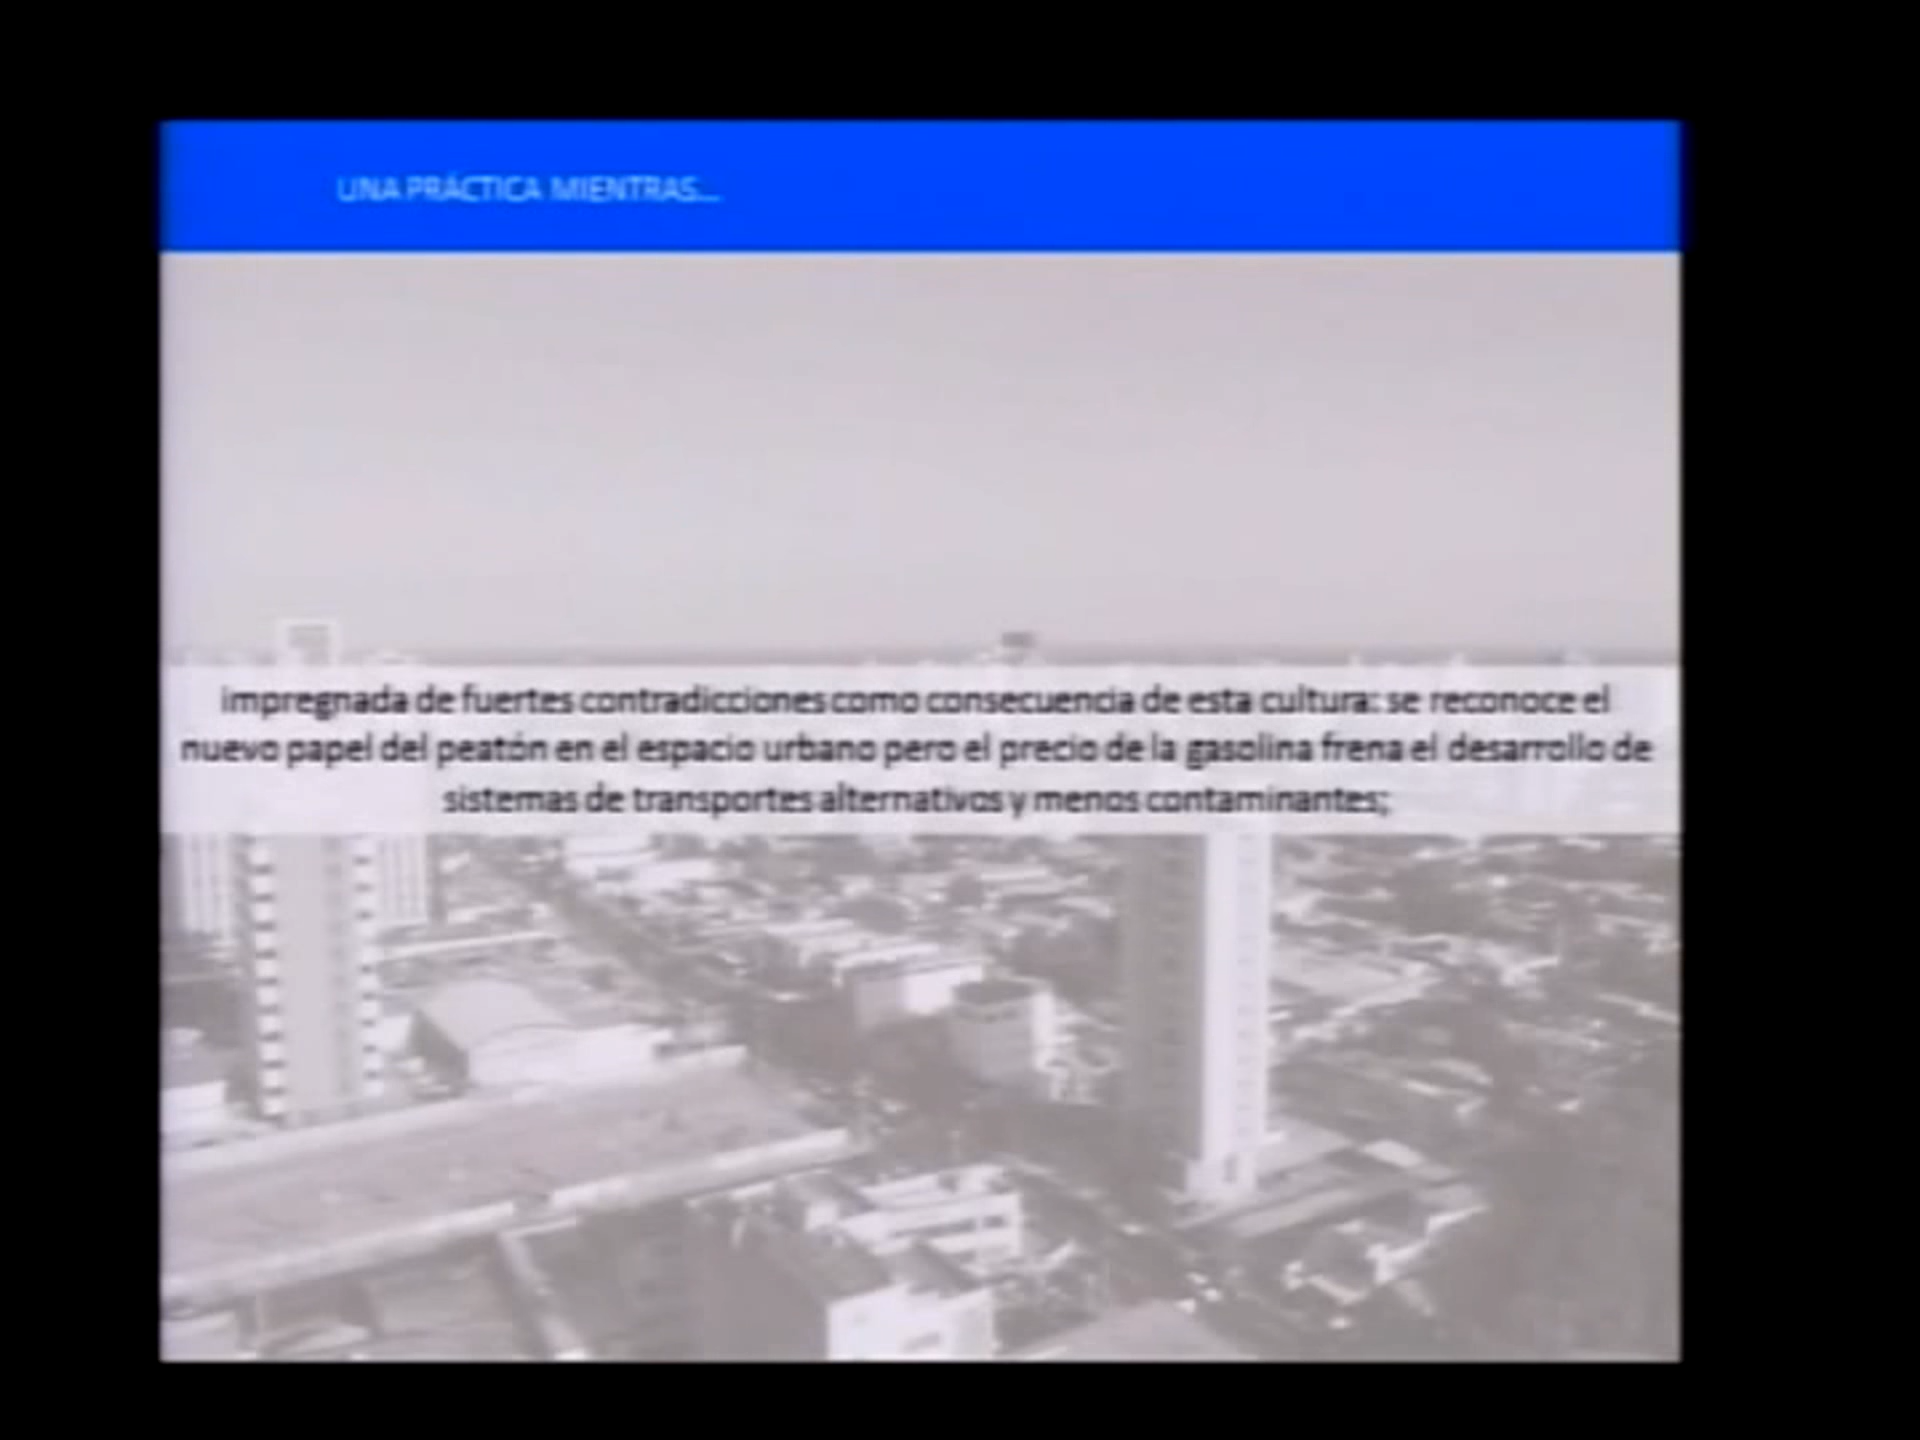 UNA PRÁCTICA MIENTRAS...
impregnada de fuertes contradicciones como consecuencia de esta cultura: se reconoce el
nuevo papel del peatón en el espacio urbano pero el precio de la gasolina frena el desarrollo de
sistemas de transportes alternativos y menos contaminantes;